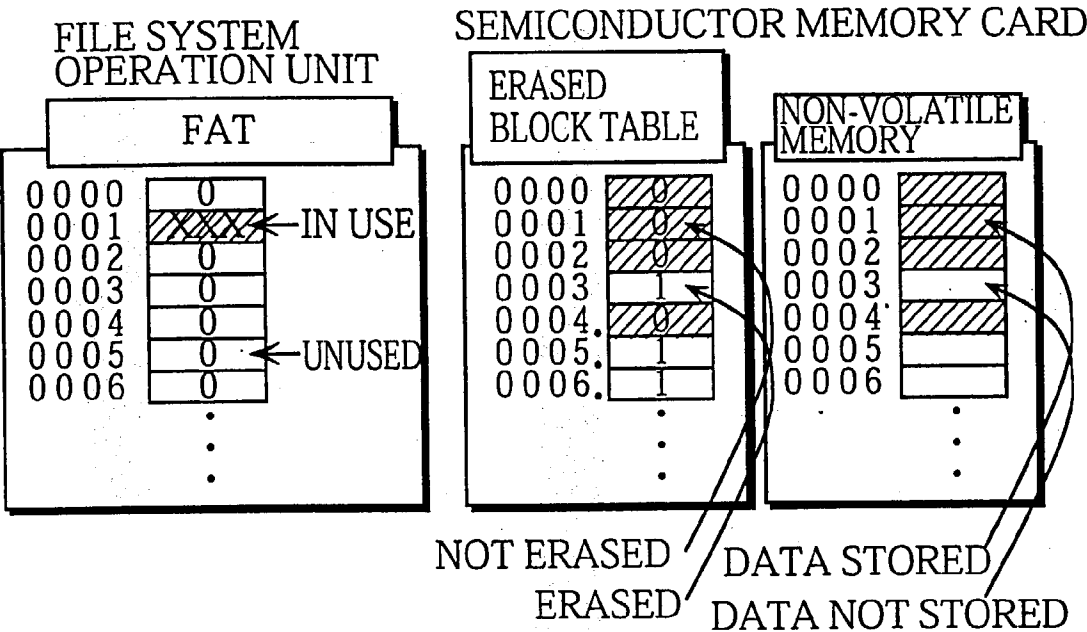 FILE SYSTEM
OPERATION UNIT
FAT
0000 0
0001 XXX IN USE
0002 0
0003 0
0004 0
0005 0 UNUSED
0006 0
SEMICONDUCTOR MEMORY CARD
ERASED
BLOCK TABLE
0000 0
0001 0
0002 0
0003 1
0004 0
0005 1
0006 1
NOT ERASED
ERASED
NON-VOLATILE
MEMORY
0000
0001
0002
0003
0004
0005
0006
DATA STORED
DATA NOT STORED